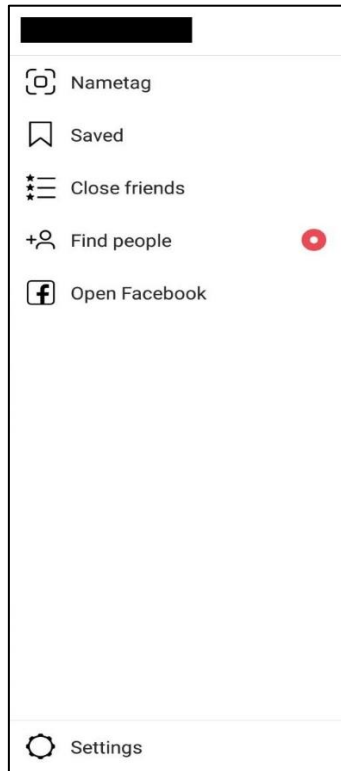 Nametag
Saved
Close friends
Find people
Open Facebook
Settings